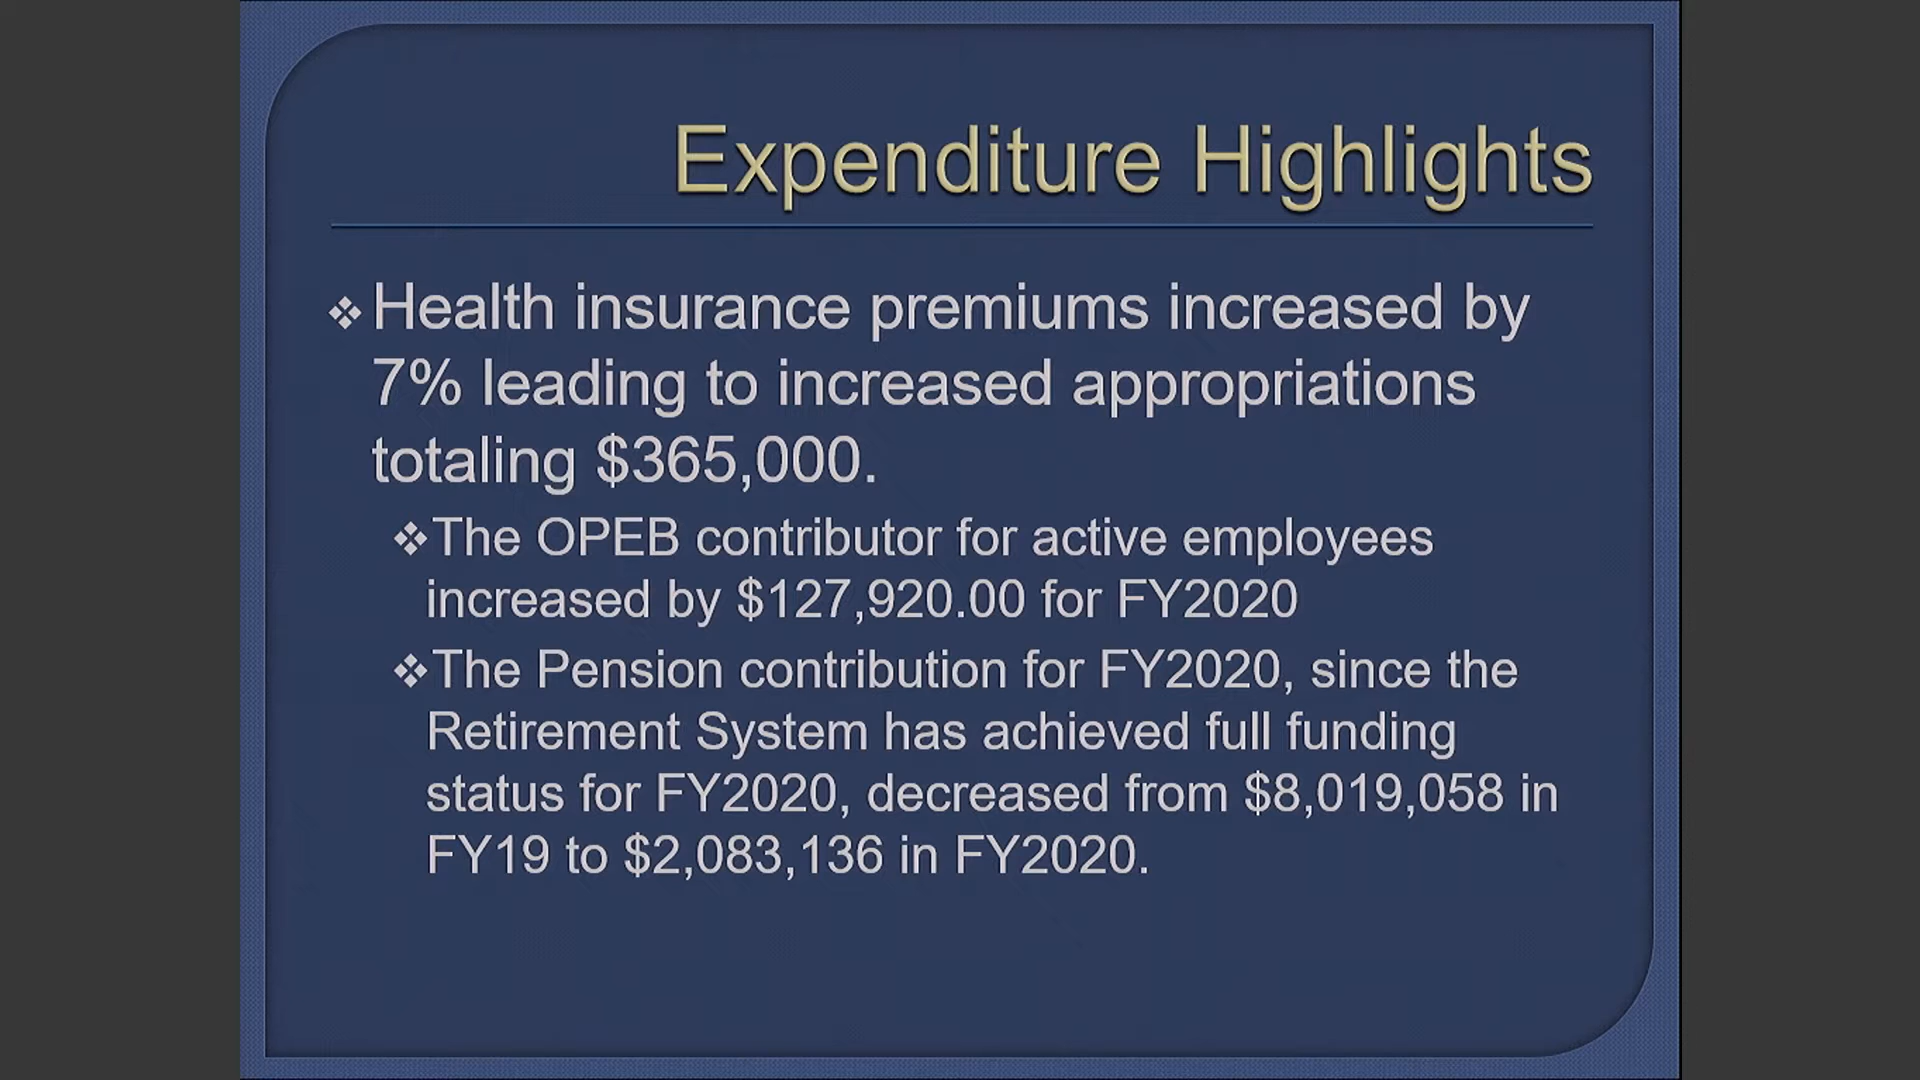 Expenditure Highlights
❖Health insurance premiums increased by
7% leading to increased appropriations
totaling $365,000.
❖The OPEB contributor for active employees
increased by $127,920.00 for FY2020
❖The Pension contribution for FY2020, since the
Retirement System has achieved full funding
status for FY2020, decreased from $8,019,058 in
FY19 to $2,083,136 in FY2020.